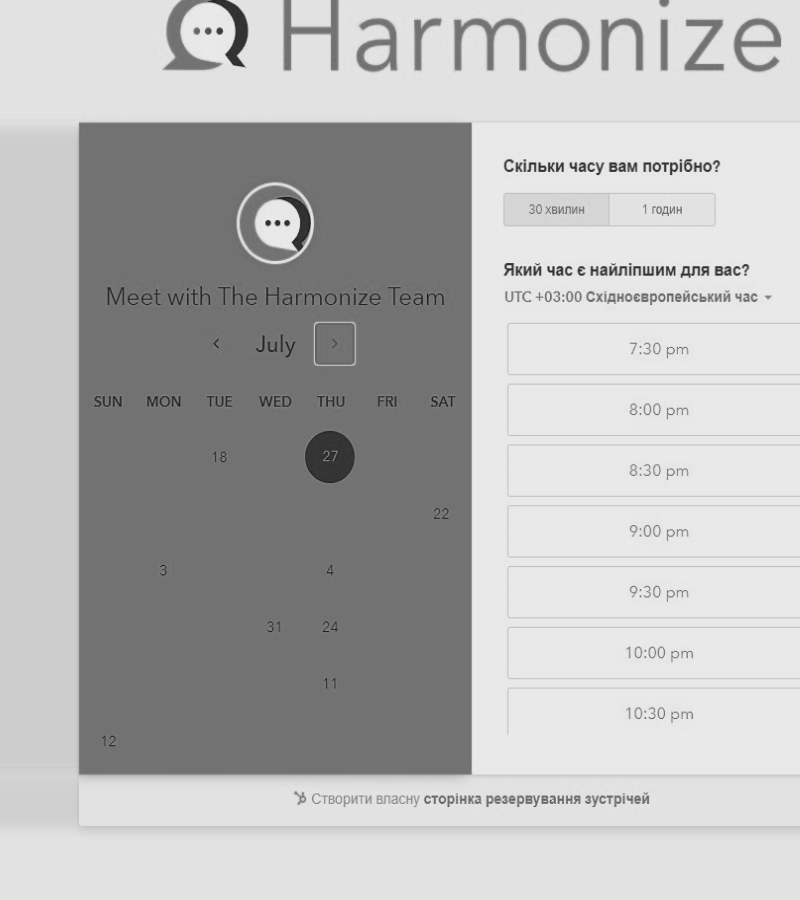 Harmonize
Meet with The Harmonize Team
July
SUN MON TUE WED THU FRI SAT
18 27
22
3 4
31 24
11
12
Скільки часу вам потрібно?
30 хвилин 1 годин
Який час є найліпшим для вас?
UTC +03:00 Східноєвропейський час
7:30 pm
8:00 pm
8:30 pm
9:00 pm
9:30 pm
10:00 pm
10:30 pm
Створити власну сторінка резервування зустрічей